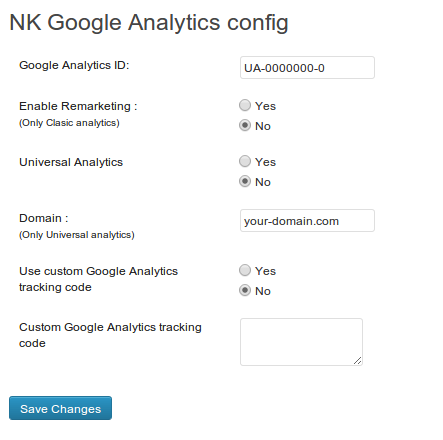 NK Google Analytics config
Google Analytics ID:
UA-0000000-0
Enable Remarketing :
(Only Clasic analytics)
Yes
No
Universal Analytics
Yes
No
Domain :
(Only Universal analytics)
your-domain.com
Use custom Google Analytics
tracking code
Yes
No
Custom Google Analytics tracking
code
Save Changes